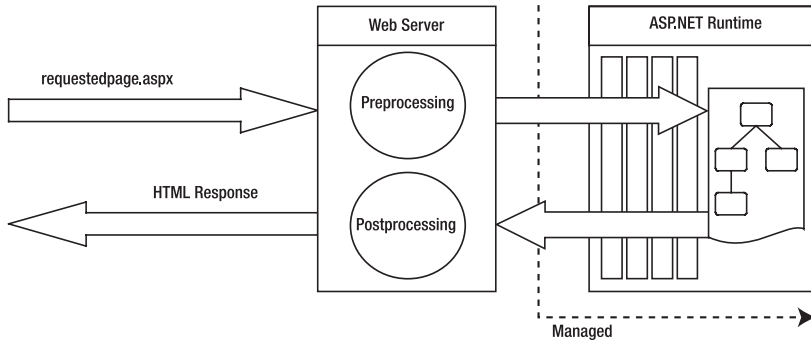 Web Server
ASP.NET Runtime
requestedpage.aspx
Preprocessing
HTML Response
Postprocessing
Managed